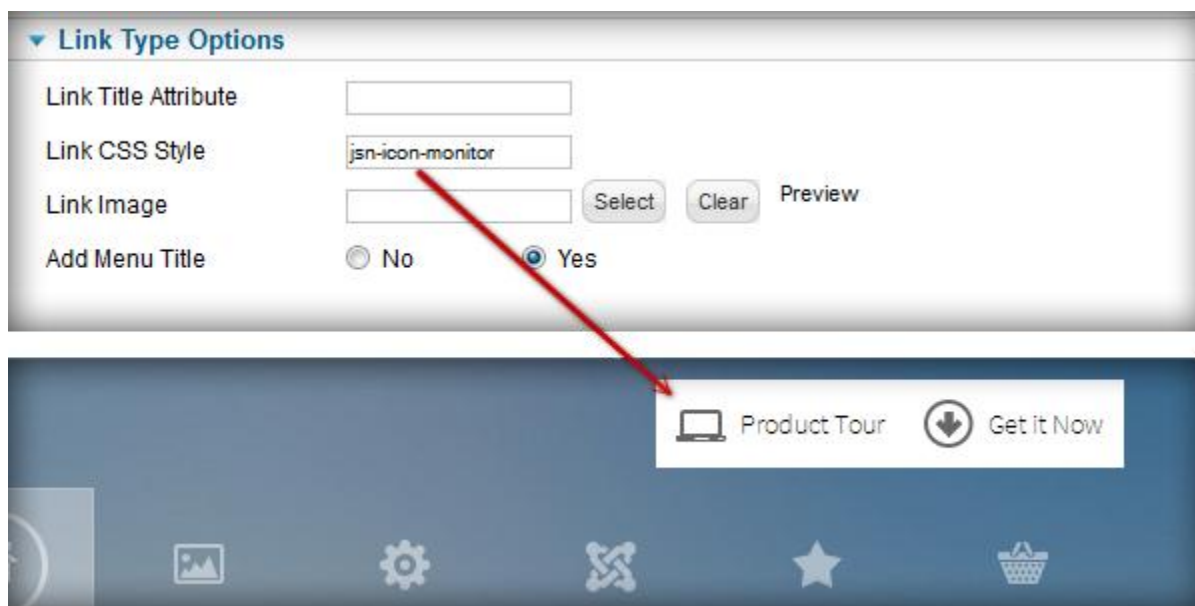 Link Type Options
Link Title Attribute
Link CSS Style jsn-icon-monitor
Link Image Select Clear Preview
Add Menu Title No Yes
Product Tour Get it Now